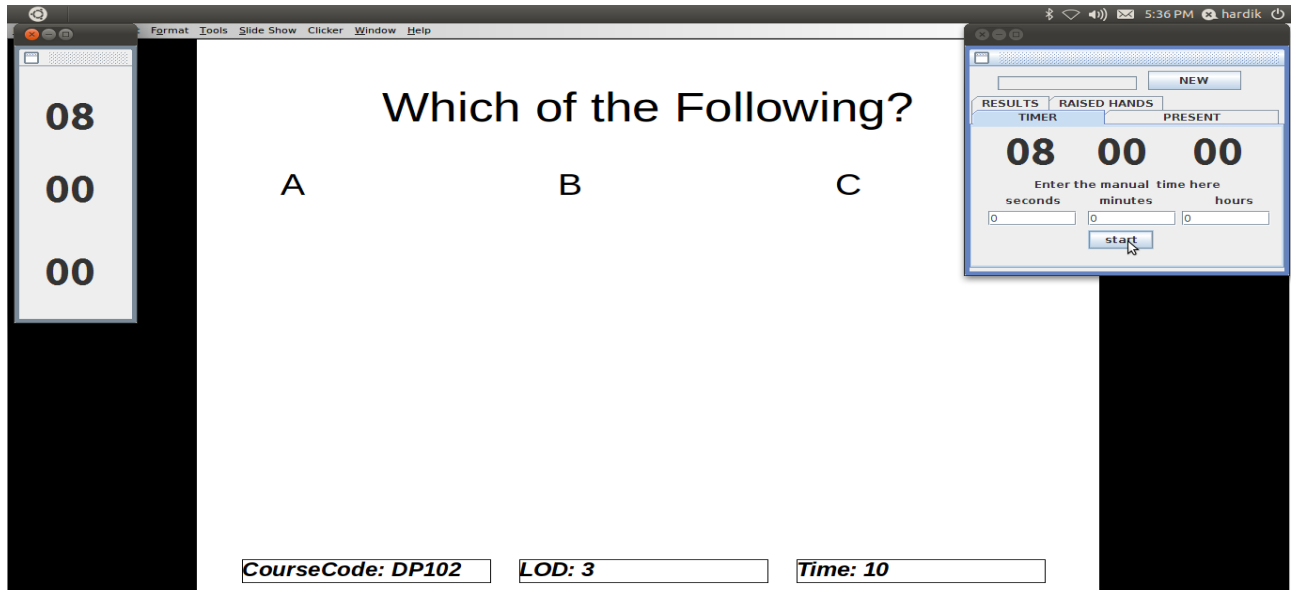 5:36 PM hardik
Format Tools Slide Show Clicker Window Help
08
00
00
Which of the Following?
A B C
CourseCode: DP102 LOD: 3 Time: 10
NEW
RESULTS RAISED HANDS
TIMER PRESENT
08 00 00
Enter the manual time here
seconds minutes hours
0 0 0
start